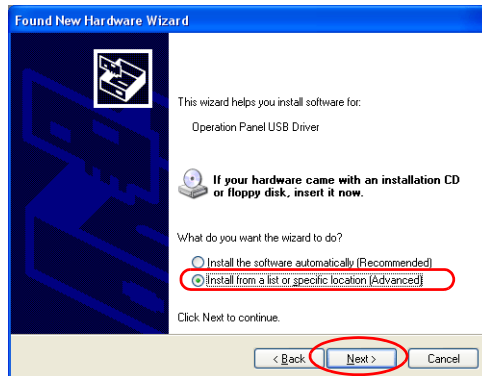 Found New Hardware Wizard
This wizard helps you install software for:
Operation Panel USB Driver
If your hardware came with an installation CD
or floppy disk, insert it now.
What do you want the wizard to do?
Install the software automatically (Recommended)
Install from a list or specific location (Advanced)
Click Next to continue.
< Back Next > Cancel